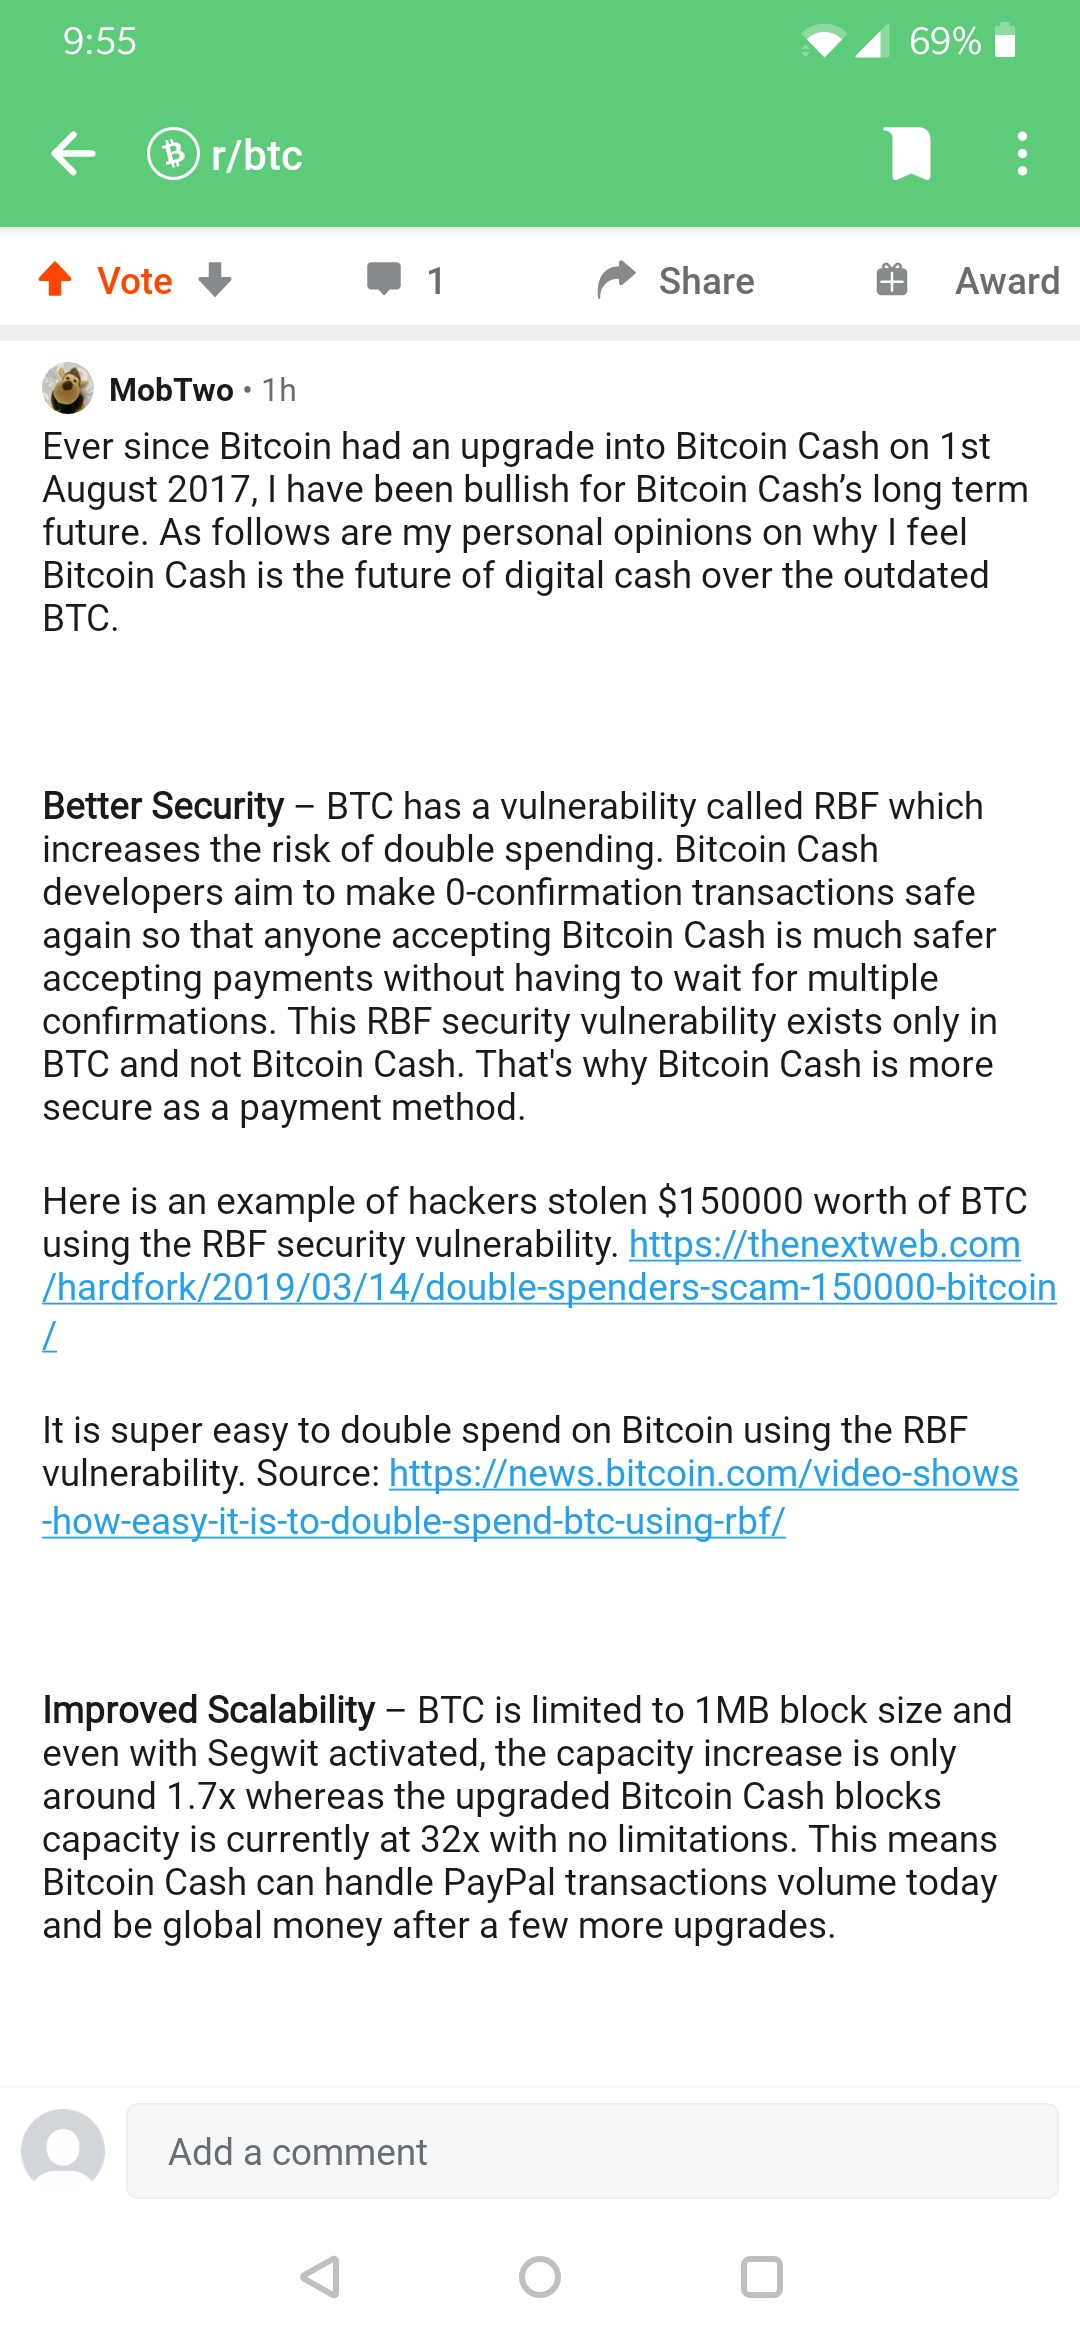 9:55
69%
r/btc
Vote
1
Share
Award
MobTwo • 1h
Ever since Bitcoin had an upgrade into Bitcoin Cash on 1st
August 2017, I have been bullish for Bitcoin Cash’s long term
future. As follows are my personal opinions on why I feel
Bitcoin Cash is the future of digital cash over the outdated
BTC.
Better Security – BTC has a vulnerability called RBF which
increases the risk of double spending. Bitcoin Cash
developers aim to make 0-confirmation transactions safe
again so that anyone accepting Bitcoin Cash is much safer
accepting payments without having to wait for multiple
confirmations. This RBF security vulnerability exists only in
BTC and not Bitcoin Cash. That's why Bitcoin Cash is more
secure as a payment method.
Here is an example of hackers stolen $150000 worth of BTC
using the RBF security vulnerability. https://thenextweb.com
/hardfork/2019/03/14/double-spenders-scam-150000-bitcoin
/
It is super easy to double spend on Bitcoin using the RBF
vulnerability. Source: https://news.bitcoin.com/video-shows
-how-easy-it-is-to-double-spend-btc-using-rbf/
Improved Scalability – BTC is limited to 1MB block size and
even with Segwit activated, the capacity increase is only
around 1.7x whereas the upgraded Bitcoin Cash blocks
capacity is currently at 32x with no limitations. This means
Bitcoin Cash can handle PayPal transactions volume today
and be global money after a few more upgrades.
Add a comment